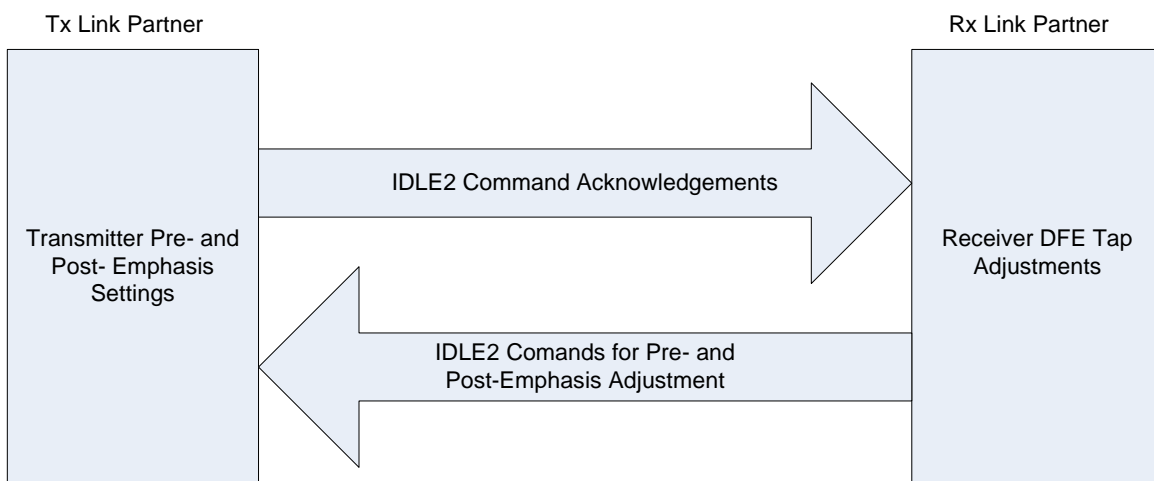 Tx Link Partner
Rx Link Partner
IDLE2 Command Acknowledgements
Transmitter Pre- and
Post- Emphasis
Settings
Receiver DFE Tap
Adjustments
IDLE2 Comands for Pre- and
Post-Emphasis Adjustment